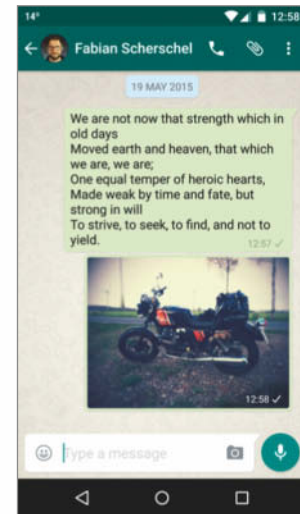 14° 12:58
Fabian Scherschel
19 MAY 2015
We are not now that strength which in
old days
Moved earth and heaven, that which
we are, we are;
One equal temper of heroic hearts,
Made weak by time and fate, but
strong in will
To strive, to seek, to find, and not to
yield.
12:57
12:58
Type a message